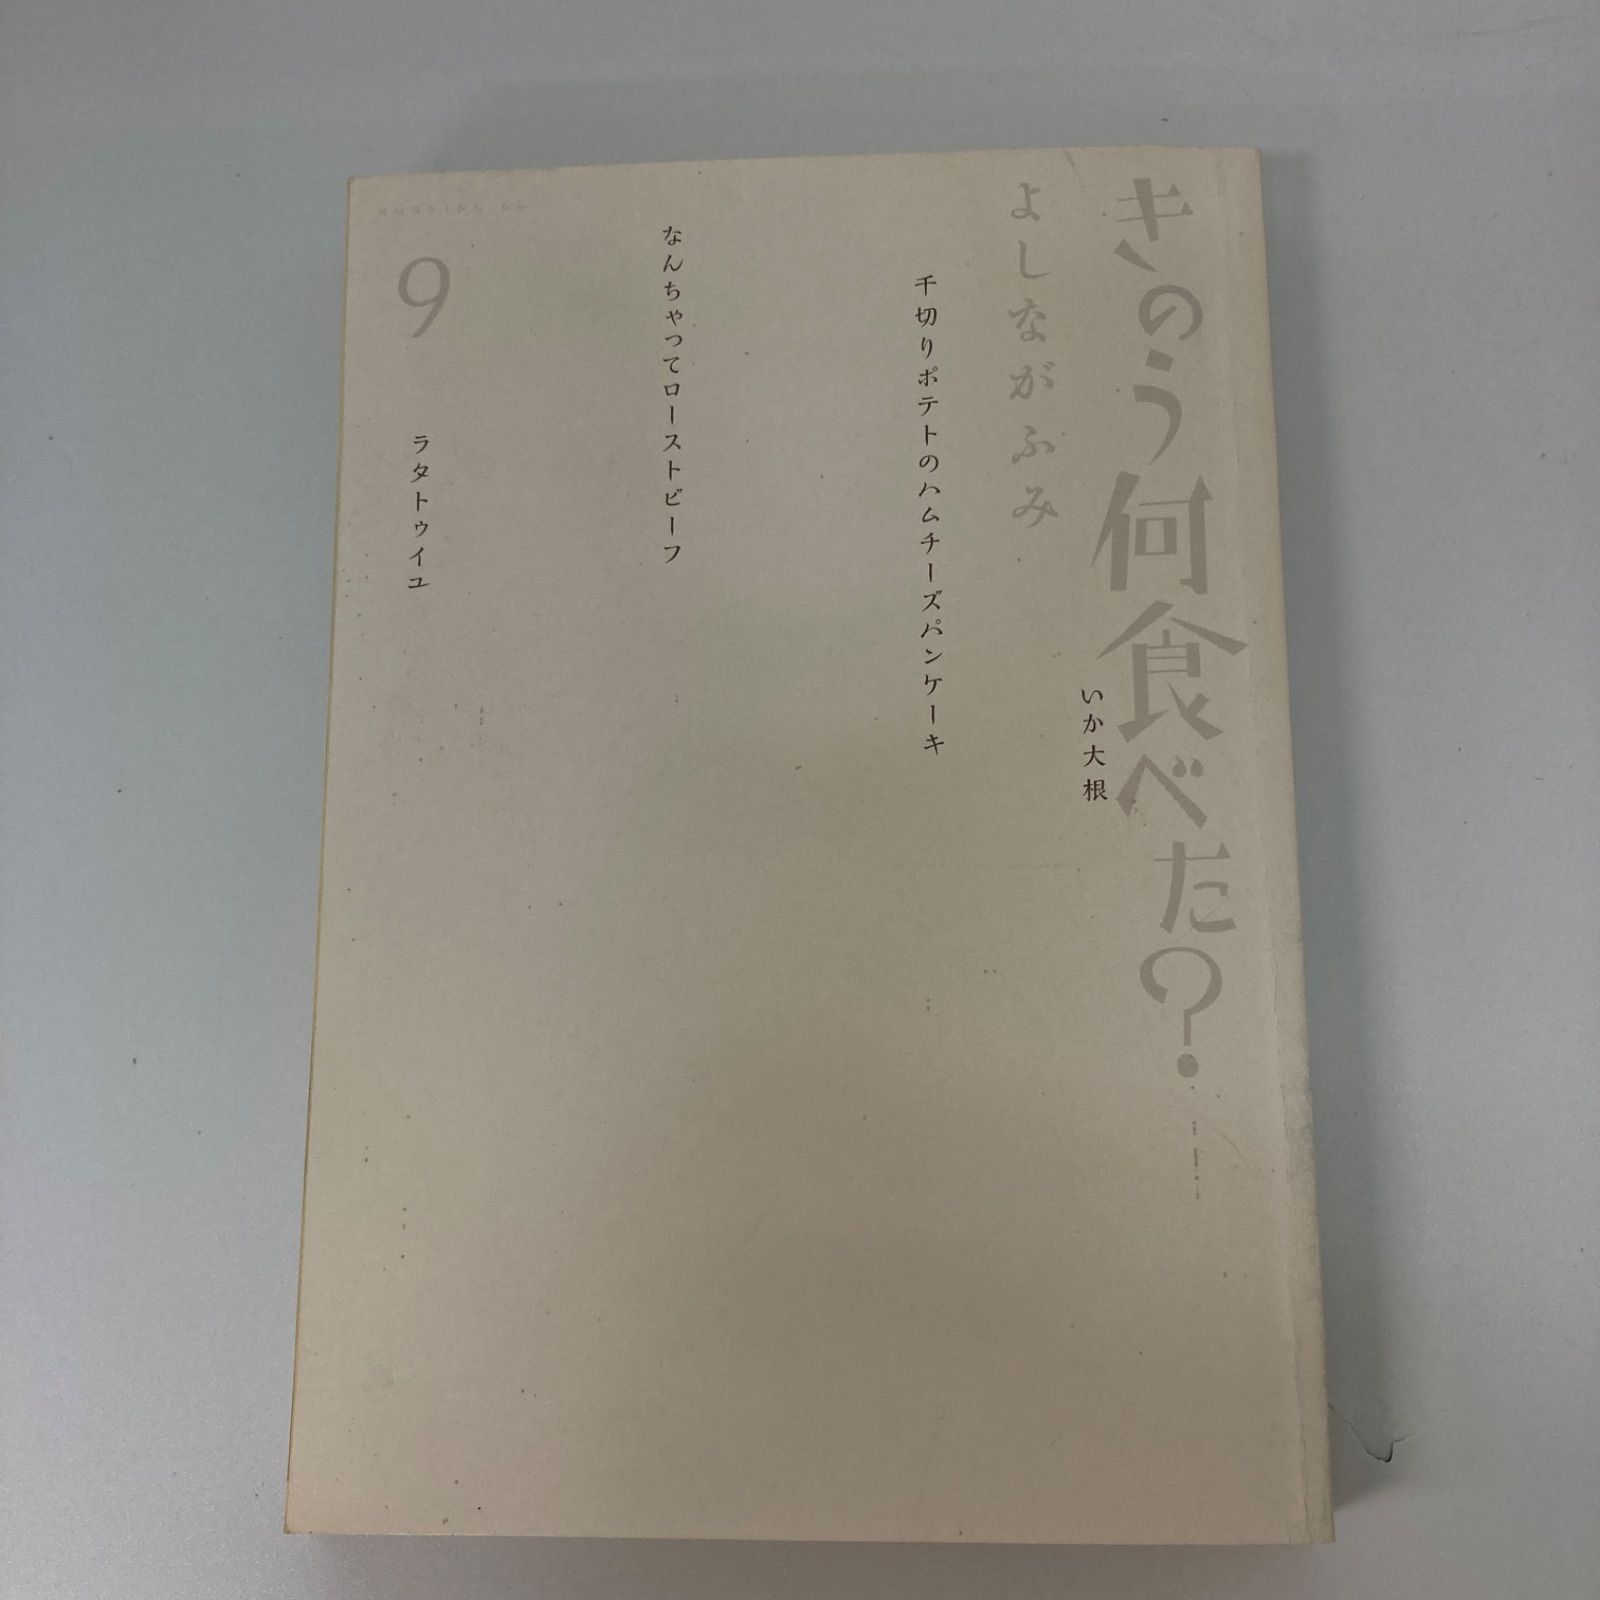 きのう何食べた?
よしながふみ
いか大根
千切りポテトのハムチーズパンケーキ
なんちゃってローストビーフ
9
ラタトゥイユ